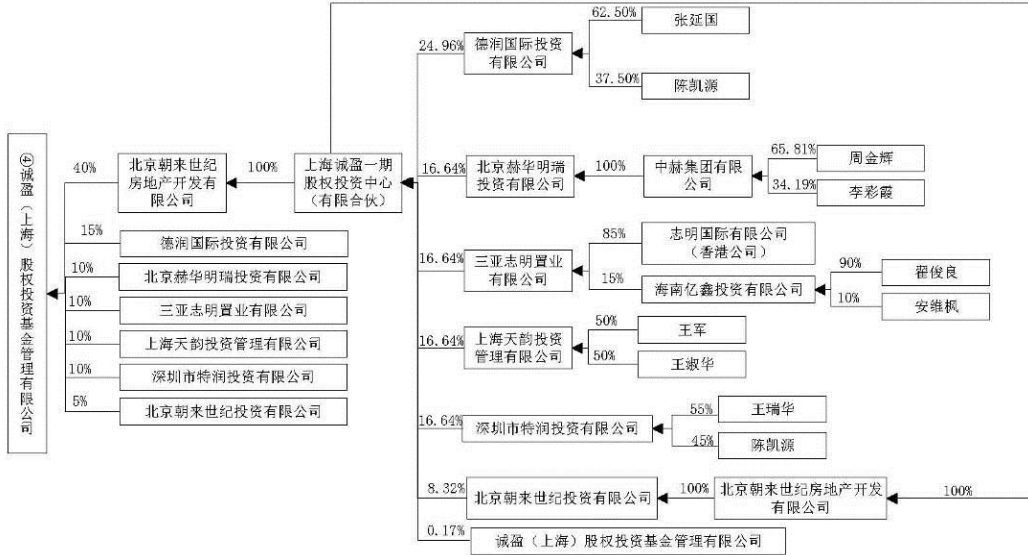 ④诚盈（上海）股权投资基金管理有限公司
40%
北京朝来世纪
房地产开发有
限公司
100%
上海诚盈一期
股权投资中心
（有限合伙）
15%
德润国际投资有限公司
10%
北京赫华明瑞投资有限公司
10%
三亚志明置业有限公司
10%
上海天韵投资管理有限公司
10%
深圳市特润投资有限公司
5%
北京朝来世纪投资有限公司
24.96%
德润国际投资
有限公司
62.50%
张延国
37.50%
陈凯源
16.64%
北京赫华明瑞
投资有限公司
100%
中赫集团有限
公司
65.81%
周金辉
34.19%
李彩霞
16.64%
三亚志明置业
有限公司
85%
志明国际有限公司
（香港公司）
15%
海南亿鑫投资有限公司
90%
翟俊良
10%
安维枫
16.64%
上海天韵投资
管理有限公司
50%
王军
50%
王淑华
16.64%
深圳市特润投资有限公司
55%
王瑞华
45%
陈凯源
8.32%
北京朝来世纪投资有限公司
100%
北京朝来世纪房地产开发
有限公司
100%
0.17%
诚盈（上海）股权投资基金管理有限公司